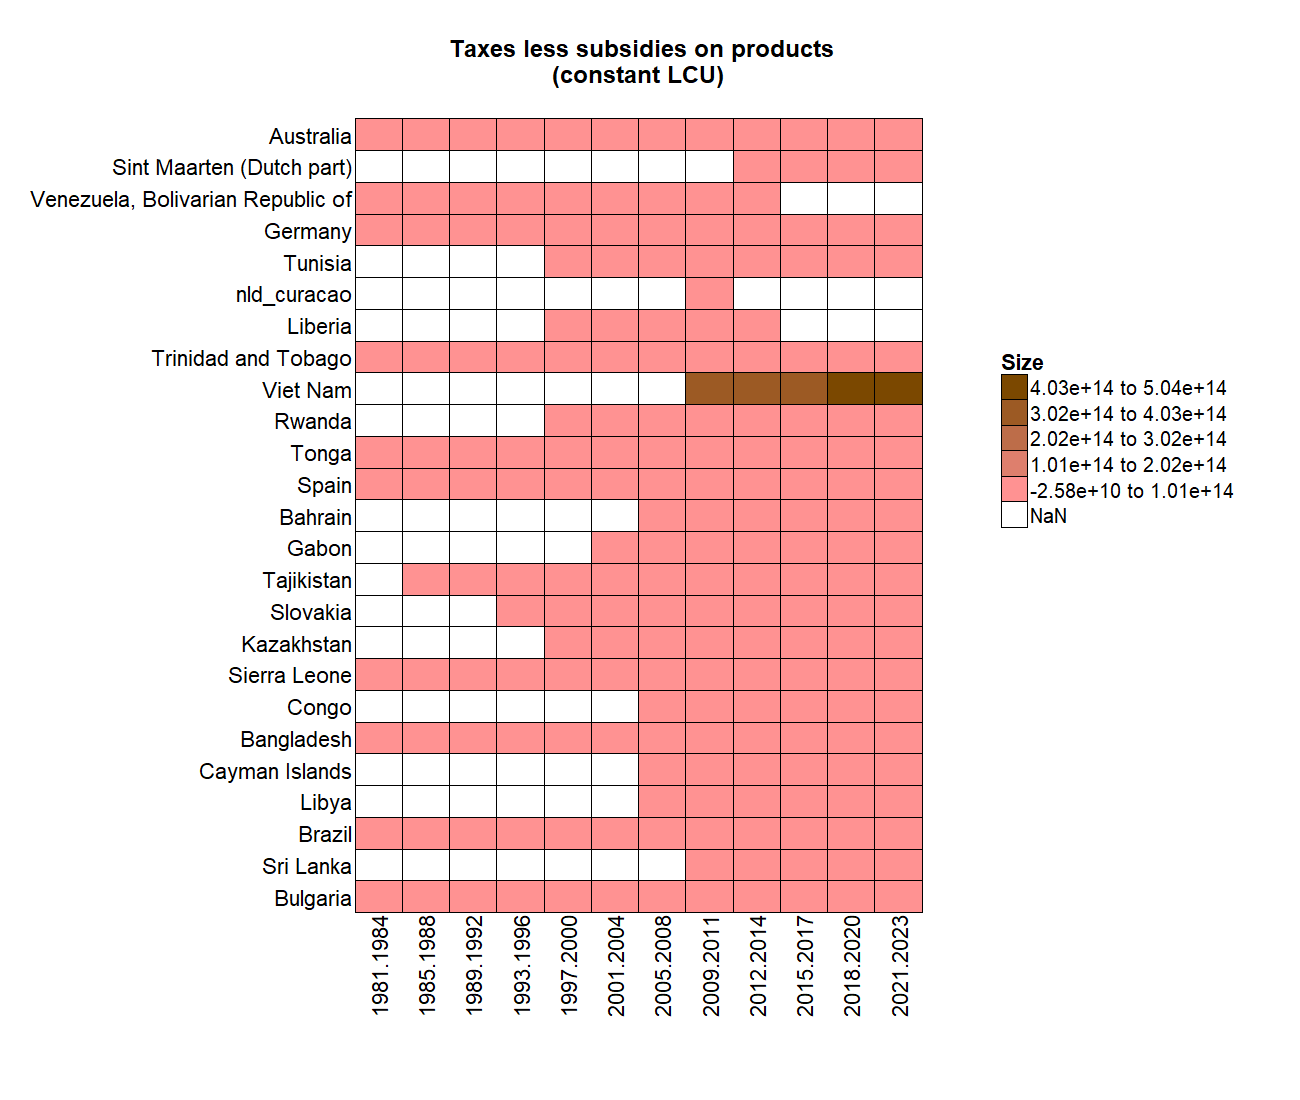 Taxes less subsidies on products
(constant LCU)
Australia
Sint Maarten (Dutch part)
Venezuela, Bolivarian Republic of
Germany
Tunisia
nld_curacao
Liberia
Trinidad and Tobago
Viet Nam
Rwanda
Tonga
Spain
Bahrain
Gabon
Tajikistan
Slovakia
Kazakhstan
Sierra Leone
Congo
Bangladesh
Cayman Islands
Libya
Brazil
Sri Lanka
Bulgaria
1981.1984
1985.1988
1989.1992
1993.1996
1997.2000
2001.2004
2005.2008
2009.2011
2012.2014
2015.2017
2018.2020
2021.2023
Size
4.03e+14 to 5.04e+14
3.02e+14 to 4.03e+14
2.02e+14 to 3.02e+14
1.01e+14 to 2.02e+14
-2.58e+10 to 1.01e+14
NaN